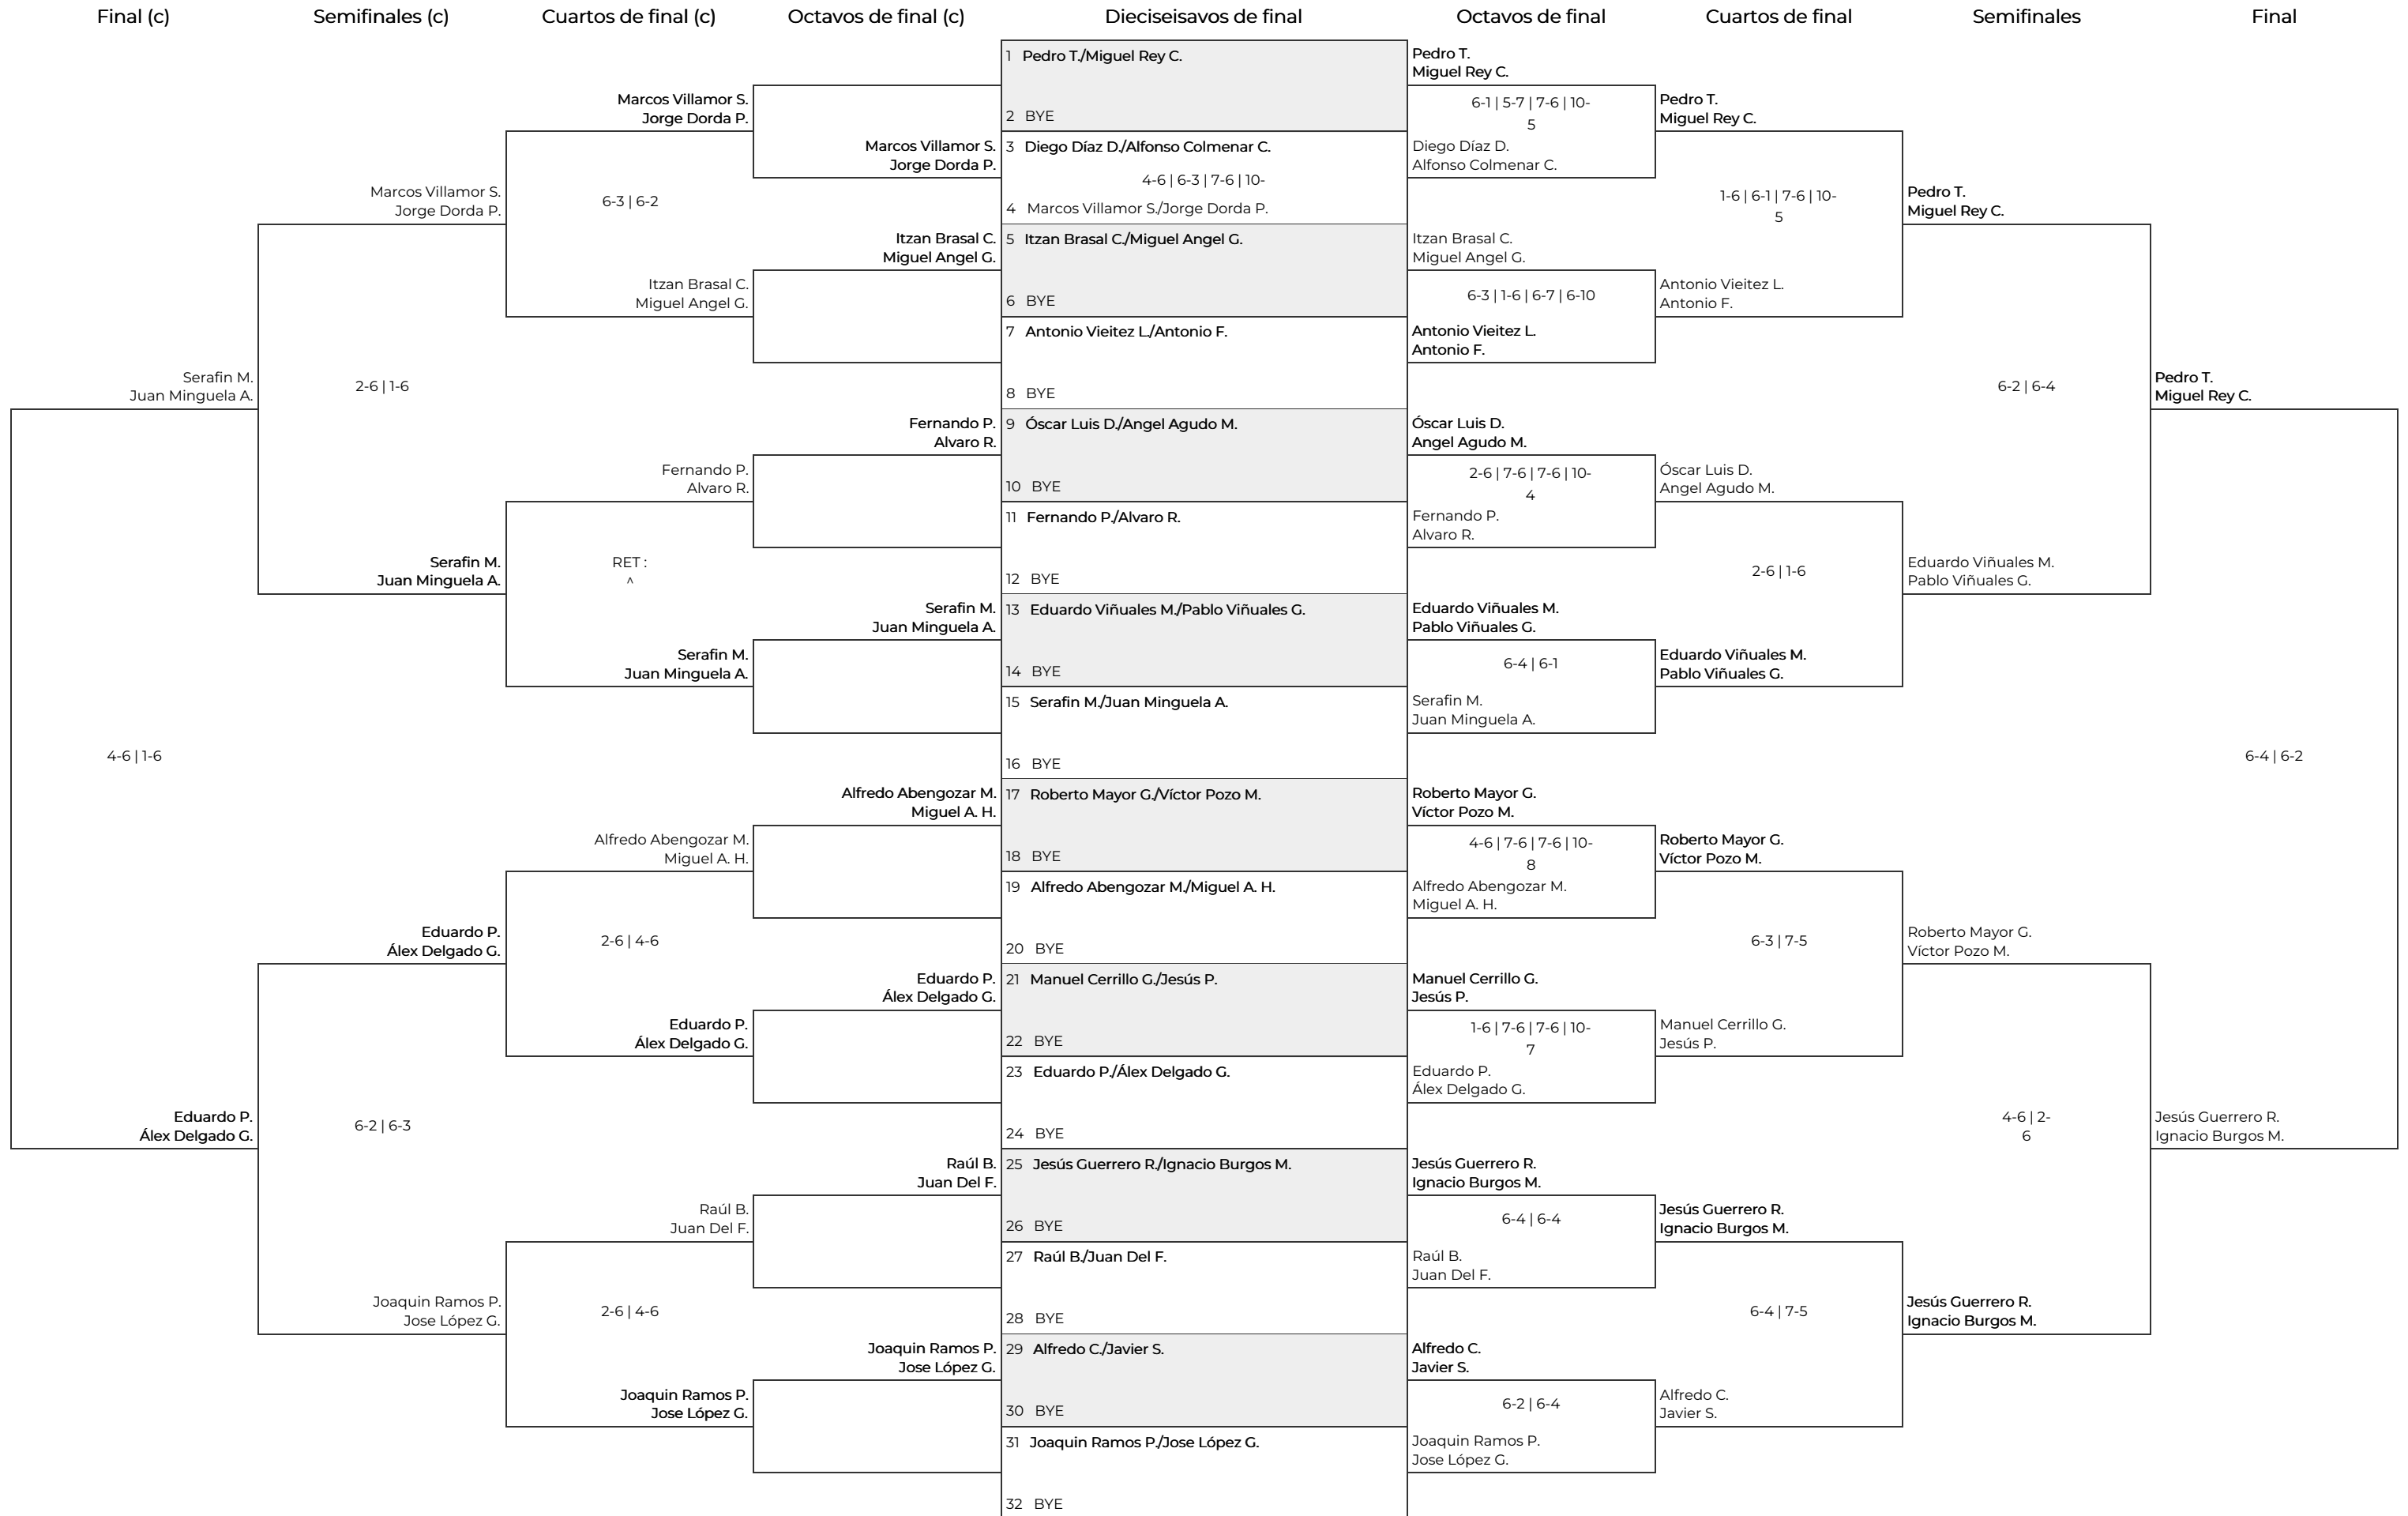 Final (c)
Semifinales (c)
Cuartos de final (c)
Octavos de final (c)
Dieciseisavos de final
Octavos de final
Cuartos de final
Semifinales
Final
Serafin M.
Juan Minguela A.
4-6 | 1-6
Eduardo P.
Álex Delgado G.
Marcos Villamor S.
Jorge Dorda P.
2-6 | 1-6
Serafin M.
Juan Minguela A.
Eduardo P.
Álex Delgado G.
6-2 | 6-3
Joaquin Ramos P.
Jose López G.
Marcos Villamor S.
Jorge Dorda P.
6-3 | 6-2
Itzan Brasal C.
Miguel Angel G.
Fernando P.
Alvaro R.
RET :
^
Serafin M.
Juan Minguela A.
Alfredo Abengozar M.
Miguel A. H.
2-6 | 4-6
Eduardo P.
Álex Delgado G.
Raúl B.
Juan Del F.
2-6 | 4-6
Joaquin Ramos P.
Jose López G.
Marcos Villamor S.
Jorge Dorda P.
Itzan Brasal C.
Miguel Angel G.
Fernando P.
Alvaro R.
Serafin M.
Juan Minguela A.
Alfredo Abengozar M.
Miguel A. H.
Eduardo P.
Álex Delgado G.
Raúl B.
Juan Del F.
Joaquin Ramos P.
Jose López G.
1 Pedro T./Miguel Rey C.
2 BYE
3 Diego Díaz D./Alfonso Colmenar C.
4-6 | 6-3 | 7-6 | 10-
4 Marcos Villamor S./Jorge Dorda P.
5 Itzan Brasal C./Miguel Angel G.
6 BYE
7 Antonio Vieitez L./Antonio F.
8 BYE
9 Óscar Luis D./Angel Agudo M.
10 BYE
11 Fernando P./Alvaro R.
12 BYE
13 Eduardo Viñuales M./Pablo Viñuales G.
14 BYE
15 Serafin M./Juan Minguela A.
16 BYE
17 Roberto Mayor G./Víctor Pozo M.
18 BYE
19 Alfredo Abengozar M./Miguel A. H.
20 BYE
21 Manuel Cerrillo G./Jesús P.
22 BYE
23 Eduardo P./Álex Delgado G.
24 BYE
25 Jesús Guerrero R./Ignacio Burgos M.
26 BYE
27 Raúl B./Juan Del F.
28 BYE
29 Alfredo C./Javier S.
30 BYE
31 Joaquin Ramos P./Jose López G.
32 BYE
Pedro T.
Miguel Rey C.
6-1 | 5-7 | 7-6 | 10-
5
Diego Díaz D.
Alfonso Colmenar C.
Itzan Brasal C.
Miguel Angel G.
6-3 | 1-6 | 6-7 | 6-10
Antonio Vieitez L.
Antonio F.
Óscar Luis D.
Angel Agudo M.
2-6 | 7-6 | 7-6 | 10-
4
Fernando P.
Alvaro R.
Eduardo Viñuales M.
Pablo Viñuales G.
6-4 | 6-1
Serafin M.
Juan Minguela A.
Roberto Mayor G.
Víctor Pozo M.
4-6 | 7-6 | 7-6 | 10-
8
Alfredo Abengozar M.
Miguel A. H.
Manuel Cerrillo G.
Jesús P.
1-6 | 7-6 | 7-6 | 10-
7
Eduardo P.
Álex Delgado G.
Jesús Guerrero R.
Ignacio Burgos M.
6-4 | 6-4
Raúl B.
Juan Del F.
Alfredo C.
Javier S.
6-2 | 6-4
Joaquin Ramos P.
Jose López G.
Pedro T.
Miguel Rey C.
1-6 | 6-1 | 7-6 | 10-
5
Antonio Vieitez L.
Antonio F.
Óscar Luis D.
Angel Agudo M.
2-6 | 1-6
Eduardo Viñuales M.
Pablo Viñuales G.
Roberto Mayor G.
Víctor Pozo M.
6-3 | 7-5
Manuel Cerrillo G.
Jesús P.
Jesús Guerrero R.
Ignacio Burgos M.
6-4 | 7-5
Alfredo C.
Javier S.
Pedro T.
Miguel Rey C.
6-2 | 6-4
Eduardo Viñuales M.
Pablo Viñuales G.
Roberto Mayor G.
Víctor Pozo M.
4-6 | 2-
6
Jesús Guerrero R.
Ignacio Burgos M.
Pedro T.
Miguel Rey C.
6-4 | 6-2
Jesús Guerrero R.
Ignacio Burgos M.